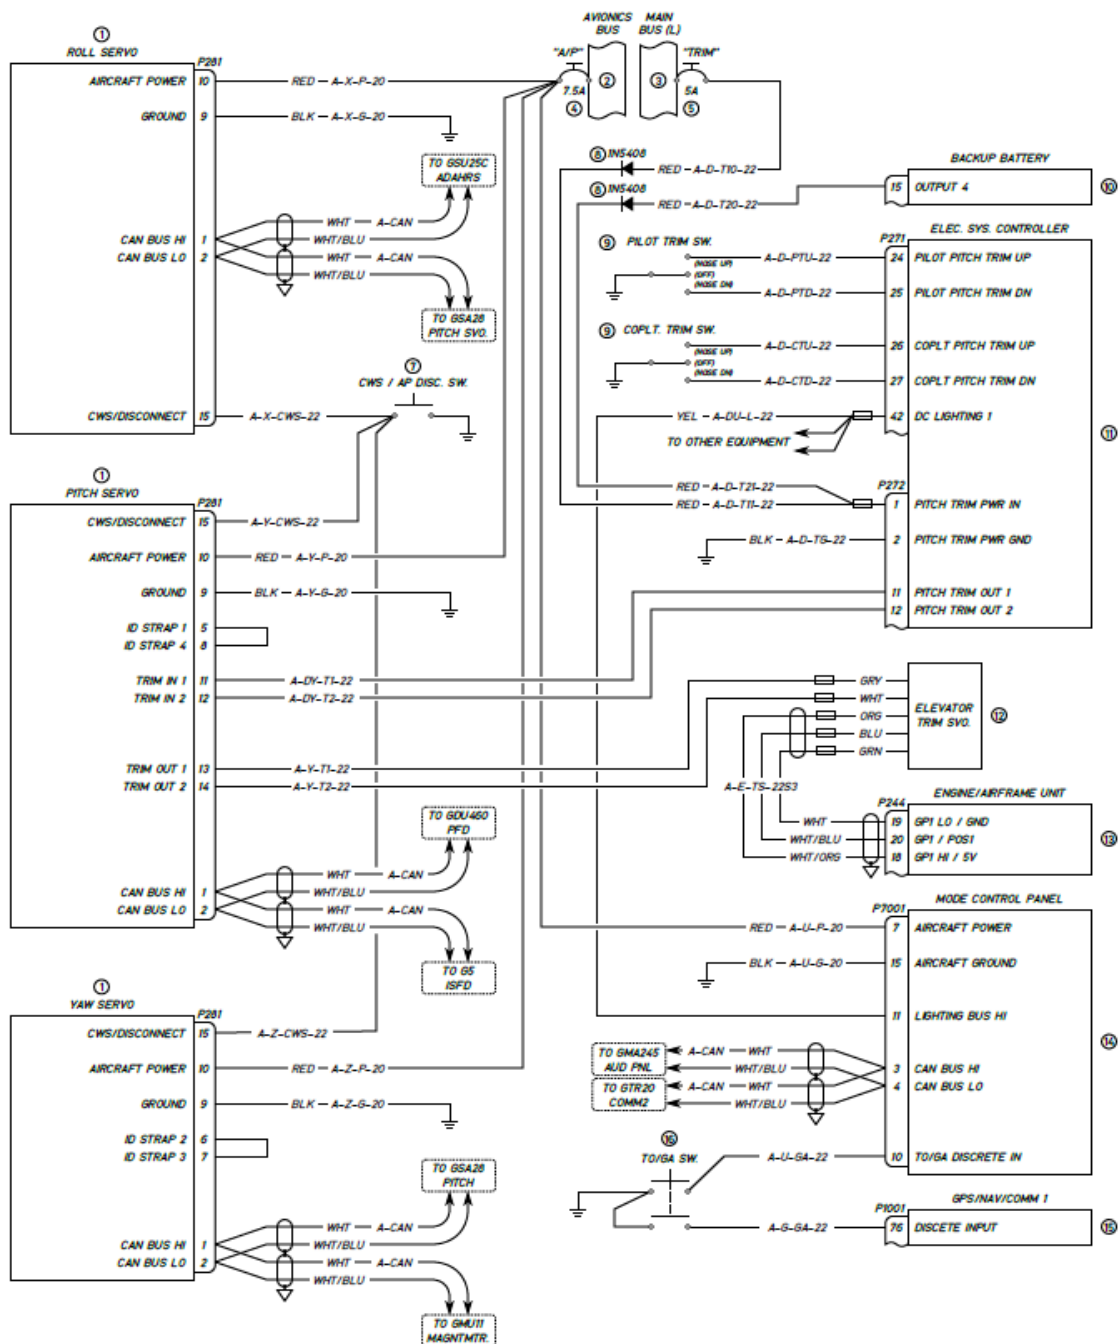 ①
ROLL SERVO
P281
AIRCRAFT POWER 10 RED – A-X-P-20
GROUND 9 BLK – A-X-G-20
TO GSU25C
ADAHRS
WHT A-CAN
CAN BUS HI 1 WHT/BLU
CAN BUS LO 2 WHT A-CAN
WHT/BLU
TO GSA28
PITCH SVO.
⑦
CWS / AP DISC. SW.
CWS/DISCONNECT 15 A-X-CWS-22
①
PITCH SERVO
P281
CWS/DISCONNECT 15 A-Y-CWS-22
AIRCRAFT POWER 10 RED A-Y-P-20
GROUND 9 BLK – A-Y-G-20
ID STRAP 1 5
ID STRAP 4 8
TRIM IN 1 11 A-DY-T1-22
TRIM IN 2 12 A-DY-T2-22
TRIM OUT 1 13 A-Y-T1-22
TRIM OUT 2 14 A-Y-T2-22
TO GDU460
PFD
WHT A-CAN
CAN BUS HI 1 WHT/BLU
CAN BUS LO 2 WHT A-CAN
WHT/BLU
TO G5
ISFD
①
YAW SERVO
P281
CWS/DISCONNECT 15 A-Z-CWS-22
AIRCRAFT POWER 10 RED – A-Z-P-20
GROUND 9 BLK – A-Z-G-20
ID STRAP 2 6
ID STRAP 3 7
TO GSA28
PITCH
WHT A-CAN
CAN BUS HI 1 WHT/BLU
CAN BUS LO 2 WHT A-CAN
WHT/BLU
TO GMU11
MAGNTMTR.
AVIONICS
BUS
MAIN
BUS (L)
"A/P"
"TRIM"
②
③
7.5A
5A
④
⑤
⑧ 1N5408 RED – A-D-T10-22
⑧ 1N5408 RED – A-D-T20-22
BACKUP BATTERY
15 OUTPUT 4
⑩
ELEC. SYS. CONTROLLER
P271
⑨ PILOT TRIM SW.
(NOSE UP)
(OFF)
(NOSE DN)
A-D-PTU-22 24 PILOT PITCH TRIM UP
A-D-PTD-22 25 PILOT PITCH TRIM DN
⑨ COPLT. TRIM SW.
(NOSE UP)
(OFF)
(NOSE DN)
A-D-CTU-22 26 COPLT PITCH TRIM UP
A-D-CTD-22 27 COPLT PITCH TRIM DN
YEL – A-DU-L-22 42 DC LIGHTING 1
TO OTHER EQUIPMENT
⑪
P272
RED – A-D-T21-22
RED – A-D-T11-22 1 PITCH TRIM PWR IN
BLK – A-D-TG-22 2 PITCH TRIM PWR GND
11 PITCH TRIM OUT 1
12 PITCH TRIM OUT 2
GRY
WHT
ORG
BLU
GRN
ELEVATOR
TRIM SVO.
⑫
A-E-TS-22S3
ENGINE/AIRFRAME UNIT
P244
WHT 19 GP1 LO / GND
WHT/BLU 20 GP1 / POS1
WHT/ORG 18 GP1 HI / 5V
⑬
MODE CONTROL PANEL
P7001
RED – A-U-P-20 7 AIRCRAFT POWER
BLK – A-U-G-20 15 AIRCRAFT GROUND
11 LIGHTING BUS HI
⑭
TO GMA245
AUD PNL
A-CAN – WHT
WHT/BLU 3 CAN BUS HI
TO GTR20
COMM2
A-CAN – WHT 4 CAN BUS LO
WHT/BLU
⑯
TO/GA SW.
A-U-GA-22 10 TO/GA DISCRETE IN
GPS/NAV/COMM 1
P1001
A-G-GA-22 76 DISCETE INPUT
⑮